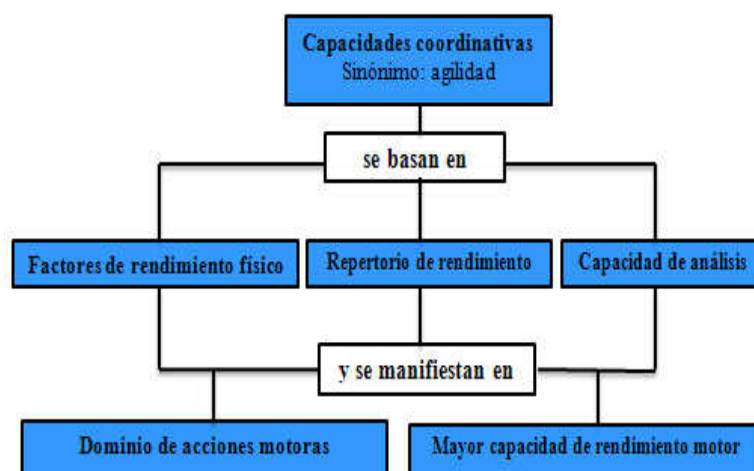 Capacidades coordinativas
Sinónimo: agilidad
se basan en
Factores de rendimiento físico
Repertorio de rendimiento
Capacidad de análisis
y se manifiestan en
Dominio de acciones motoras
Mayor capacidad de rendimiento motor